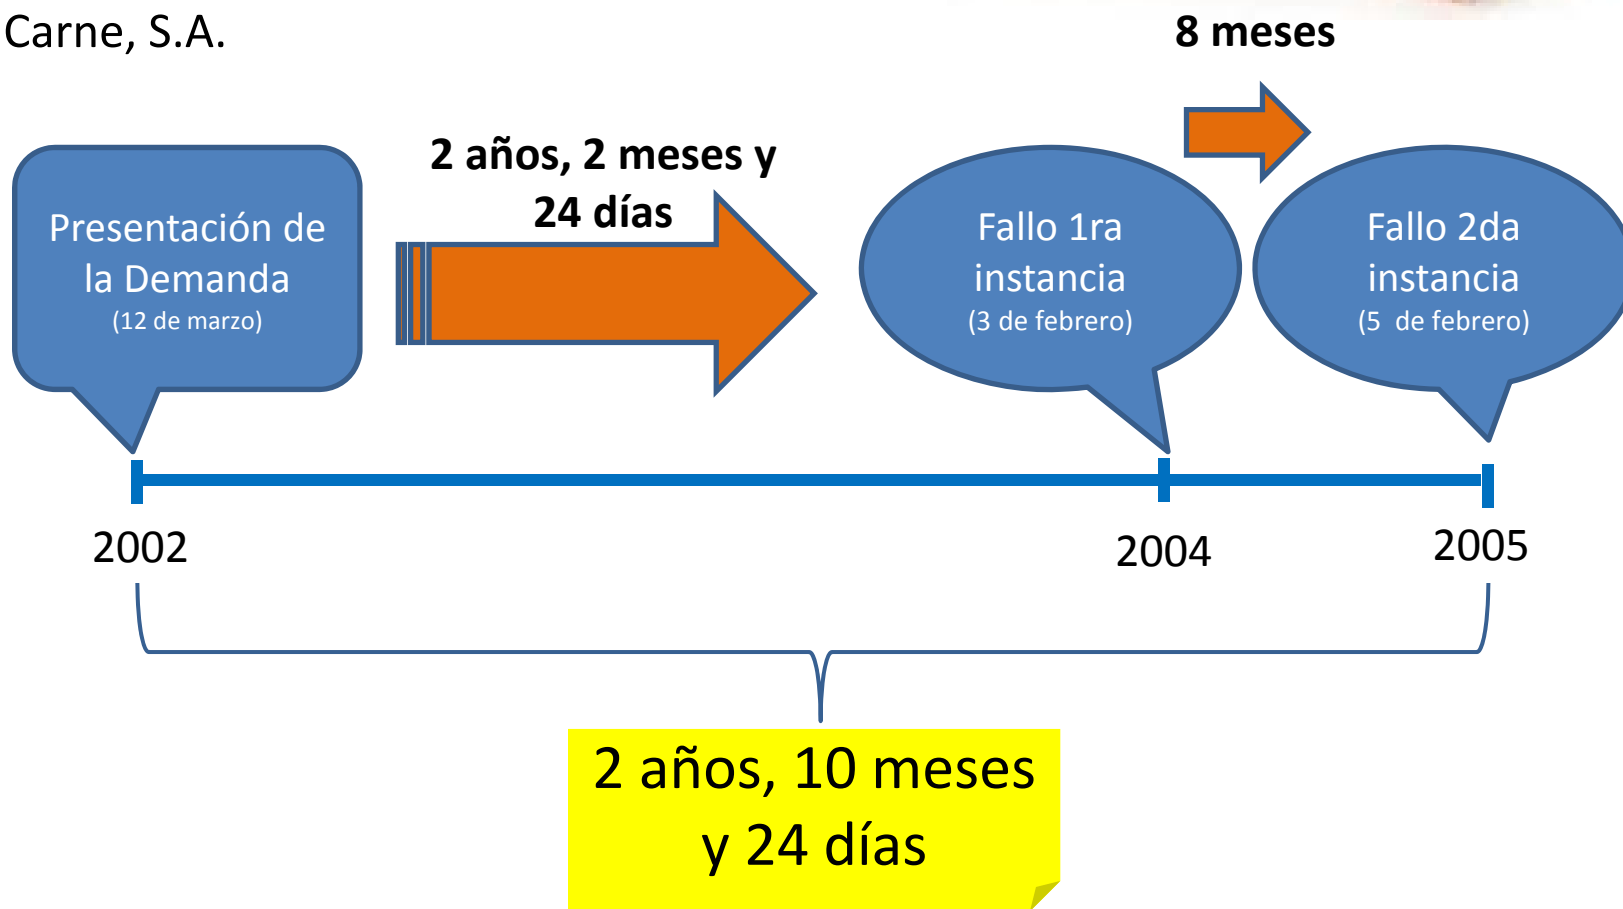 Carne, S.A.
8 meses
2 años, 2 meses y
24 días
Presentación de
la Demanda
(12 de marzo)
Fallo 1ra
instancia
(3 de febrero)
Fallo 2da
instancia
(5 de febrero)
2002
2004
2005
2 años, 10 meses
y 24 días